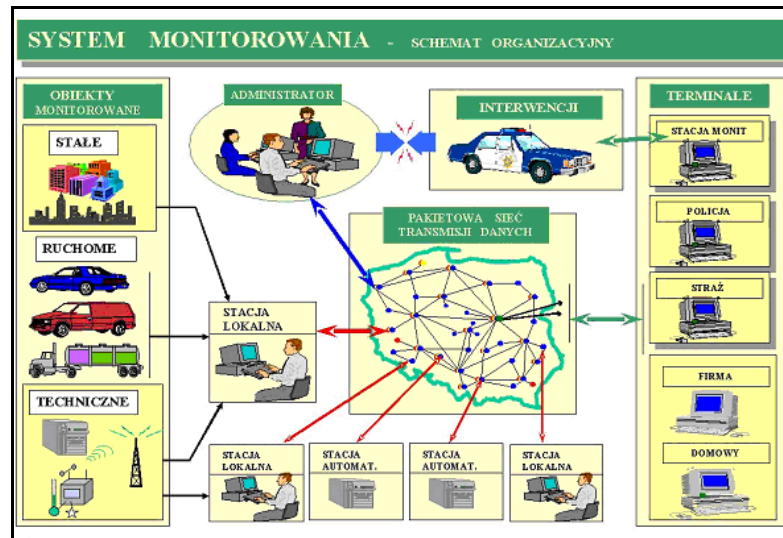 SYSTEM MONITOROWANIA - SCHEMAT ORGANIZACYJNY
OBIEKTY
MONITOROWANE
STAŁE
RUCHOME
TECHNICZNE
ADMINISTRATOR
INTERWENCJI
PAKIETOWA SIEĆ
TRANSMISJI DANYCH
STACJA
LOKALNA
STACJA
LOKALNA
STACJA
AUTOMAT.
STACJA
AUTOMAT.
STACJA
LOKALNA
TERMINALE
STACJA MONIT
POLICJA
STRAŻ
FIRMA
DOMOWY